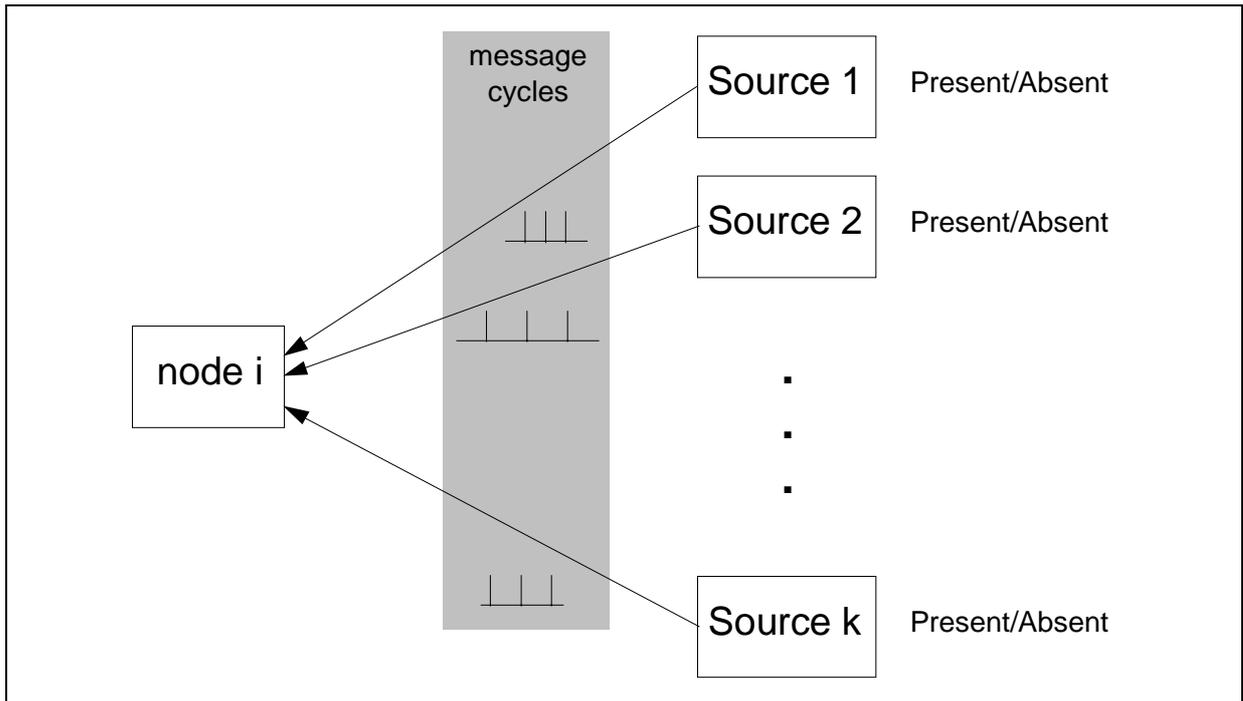 message
cycles
Source 1
Present/Absent
Source 2
Present/Absent
node i
.
.
.
Source k
Present/Absent